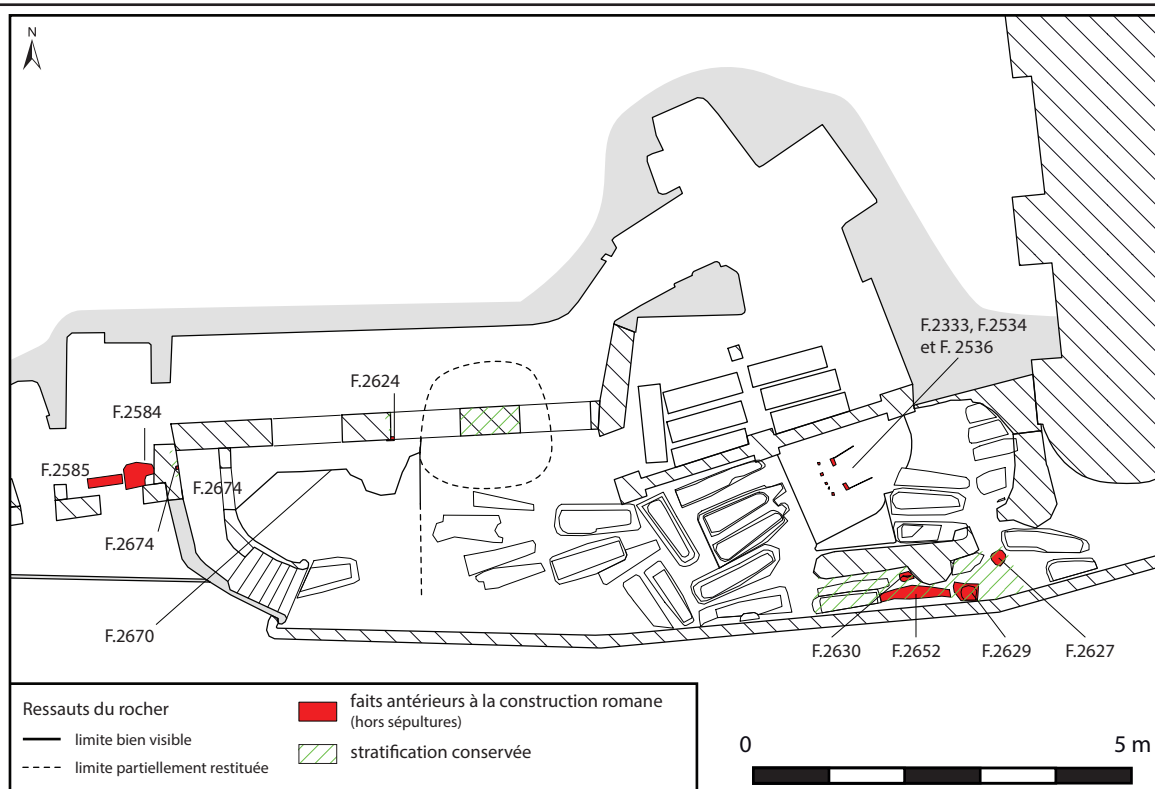 N
F.2333, F.2534
et F. 2536
F.2624
F.2584
F.2585
F.2674
F.2674
F.2670
F.2630
F.2652
F.2629
F.2627
Ressauts du rocher
limite bien visible
limite partiellement restituée
faits antérieurs à la construction romane
(hors sépultures)
stratification conservée
0
5 m